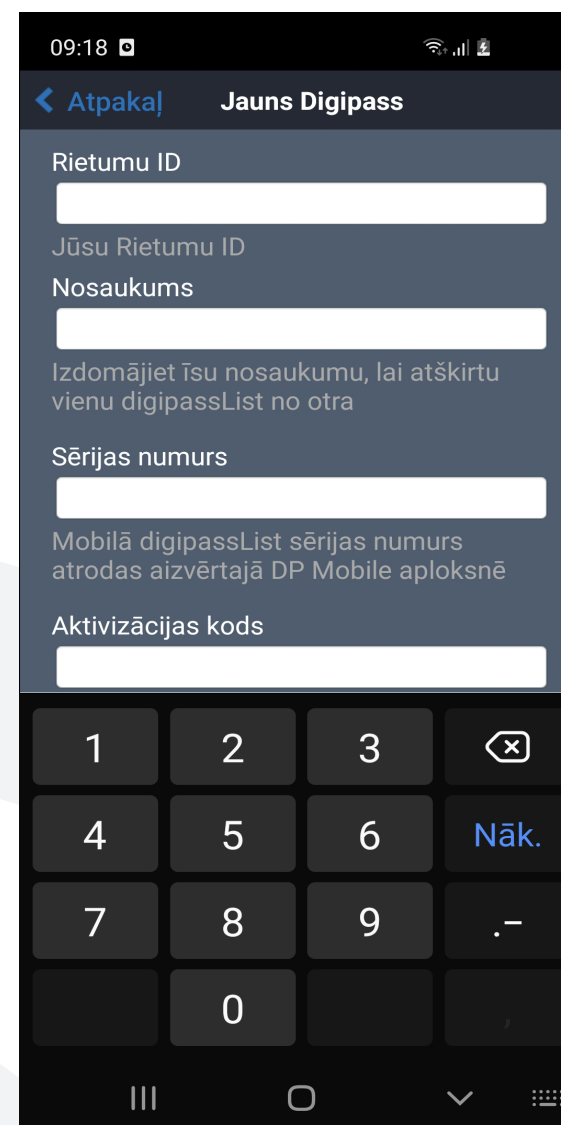 09:18
Atpakaļ Jauns Digipass
Rietumu ID
Jūsu Rietumu ID
Nosaukums
Izdomājiet īsu nosaukumu, lai atšķirtu
vienu digipassList no otra
Sērijas numurs
Mobilā digipassList sērijas numurs
atrodas aizvērtajā DP Mobile aploksnē
Aktivizācijas kods
1 2 3
4 5 6 Nāk.
7 8 9 .–
0 ,